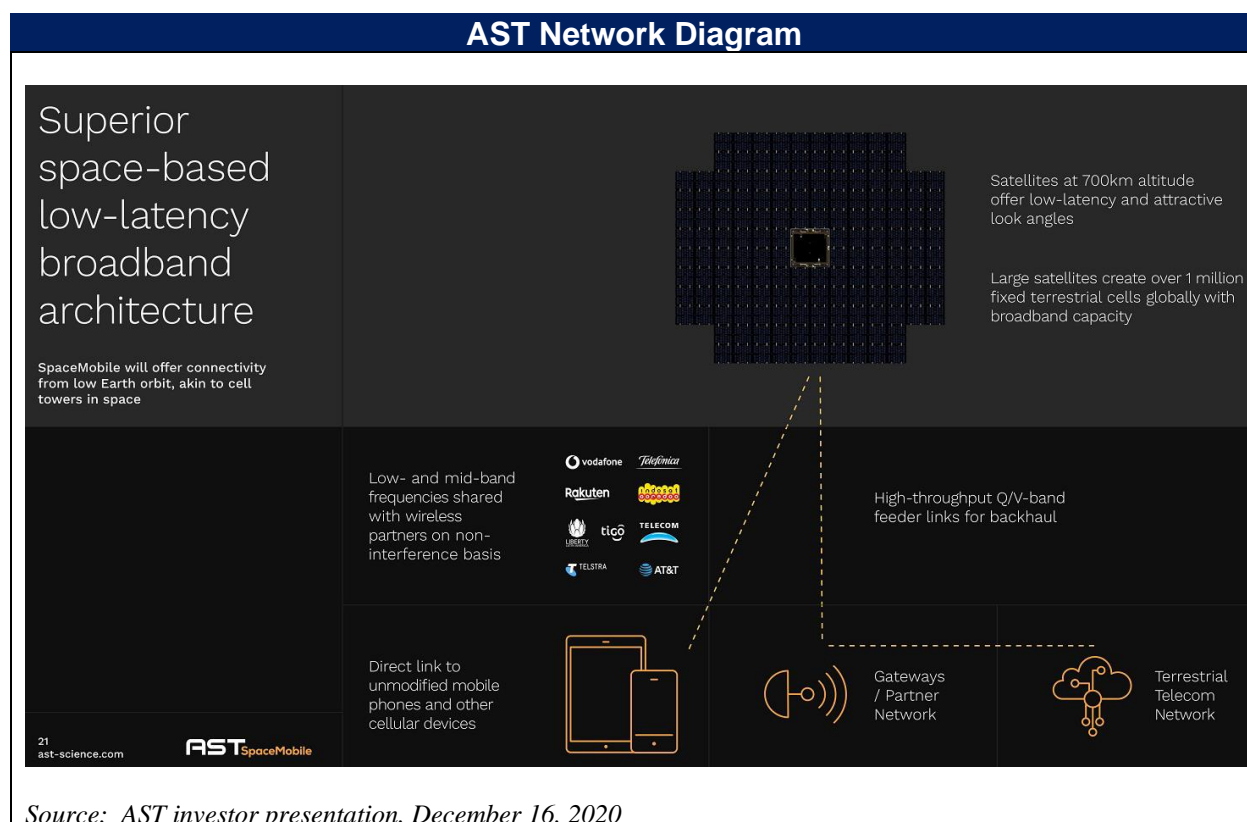 AST Network Diagram
Superior
space-based
low-latency
broadband
architecture
SpaceMobile will offer connectivity
from low Earth orbit, akin to cell
towers in space
Satellites at 700km altitude
offer low-latency and attractive
look angles
Large satellites create over 1 million
fixed terrestrial cells globally with
broadband capacity
Low- and mid-band
frequencies shared
with wireless
partners on non-
interference basis
vodafone Telefónica
Rakuten indosat
ooredoo
LIBERTY tigo TELECOM
TELSTRA AT&T
High-throughput Q/V-band
feeder links for backhaul
Direct link to
unmodified mobile
phones and other
cellular devices
Gateways
/ Partner
Network
Terrestrial
Telecom
Network
21
ast-science.com
AST SpaceMobile
Source: AST investor presentation, December 16, 2020